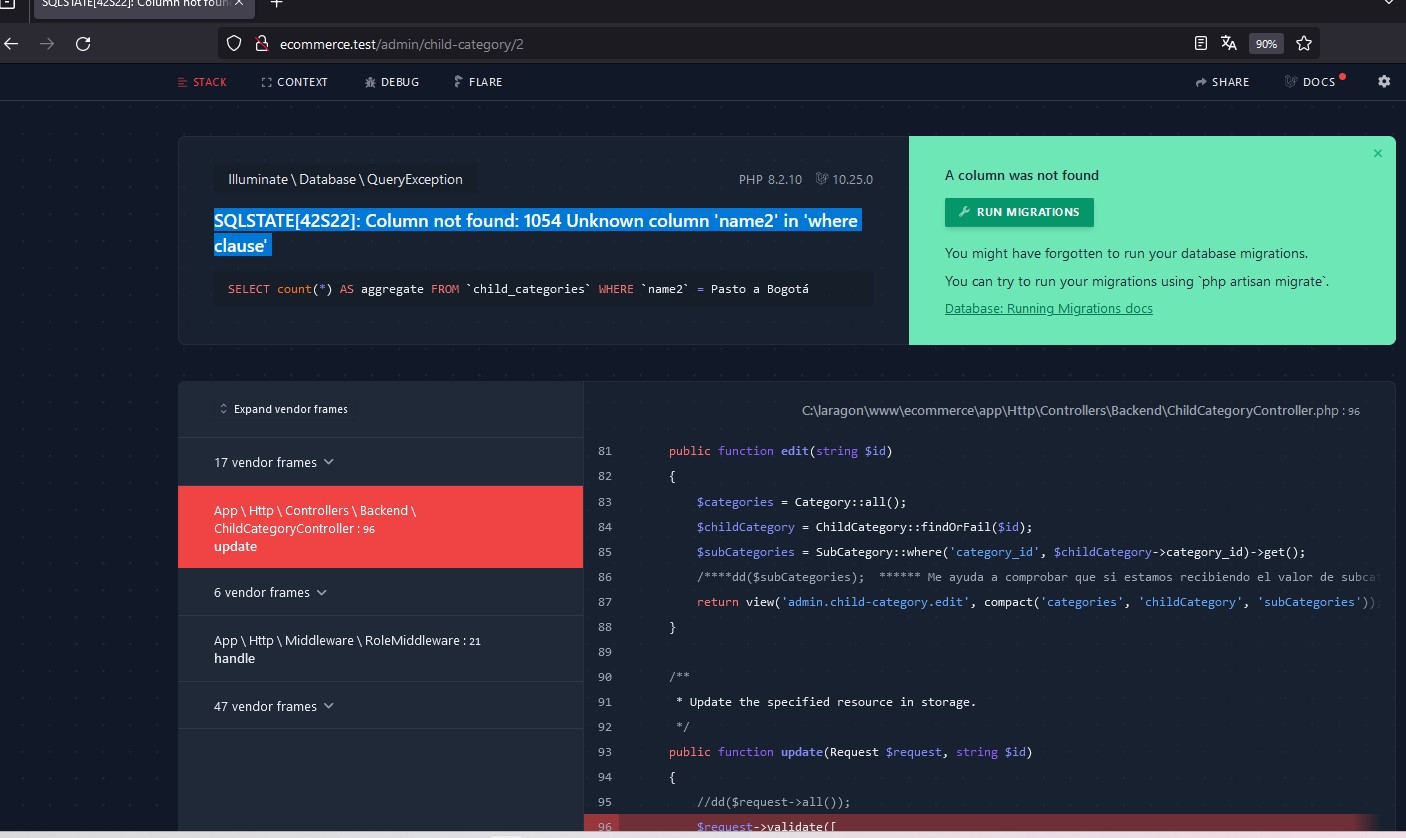 SQLSTATE[42S22]: Column not foun
ecommerce.test/admin/child-category/2
90%
STACK
CONTEXT
DEBUG
FLARE
SHARE
DOCS
Illuminate \ Database \ QueryException
PHP 8.2.10
10.25.0
SQLSTATE[42S22]: Column not found: 1054 Unknown column 'name2' in 'where
clause'
SELECT count(*) AS aggregate FROM `child_categories` WHERE `name2` = Pasto a Bogotá
A column was not found
RUN MIGRATIONS
You might have forgotten to run your database migrations.
You can try to run your migrations using `php artisan migrate`.
Database: Running Migrations docs
Expand vendor frames
17 vendor frames
App \ Http \ Controllers \ Backend \
ChildCategoryController : 96
update
6 vendor frames
App \ Http \ Middleware \ RoleMiddleware : 21
handle
47 vendor frames
C:\laragon\www\ecommerce\app\Http\Controllers\Backend\ChildCategoryController.php : 96
81 public function edit(string $id)
82 {
83 $categories = Category::all();
84 $childCategory = ChildCategory::findOrFail($id);
85 $subCategories = SubCategory::where('category_id', $childCategory->category_id)->get();
86 /****dd($subCategories); ****** Me ayuda a comprobar que si estamos recibiendo el valor de subca
87 return view('admin.child-category.edit', compact('categories', 'childCategory', 'subCategories'));
88 }
89
90 /**
91 * Update the specified resource in storage.
92 */
93 public function update(Request $request, string $id)
94 {
95 //dd($request->all());
96 $request->validate([